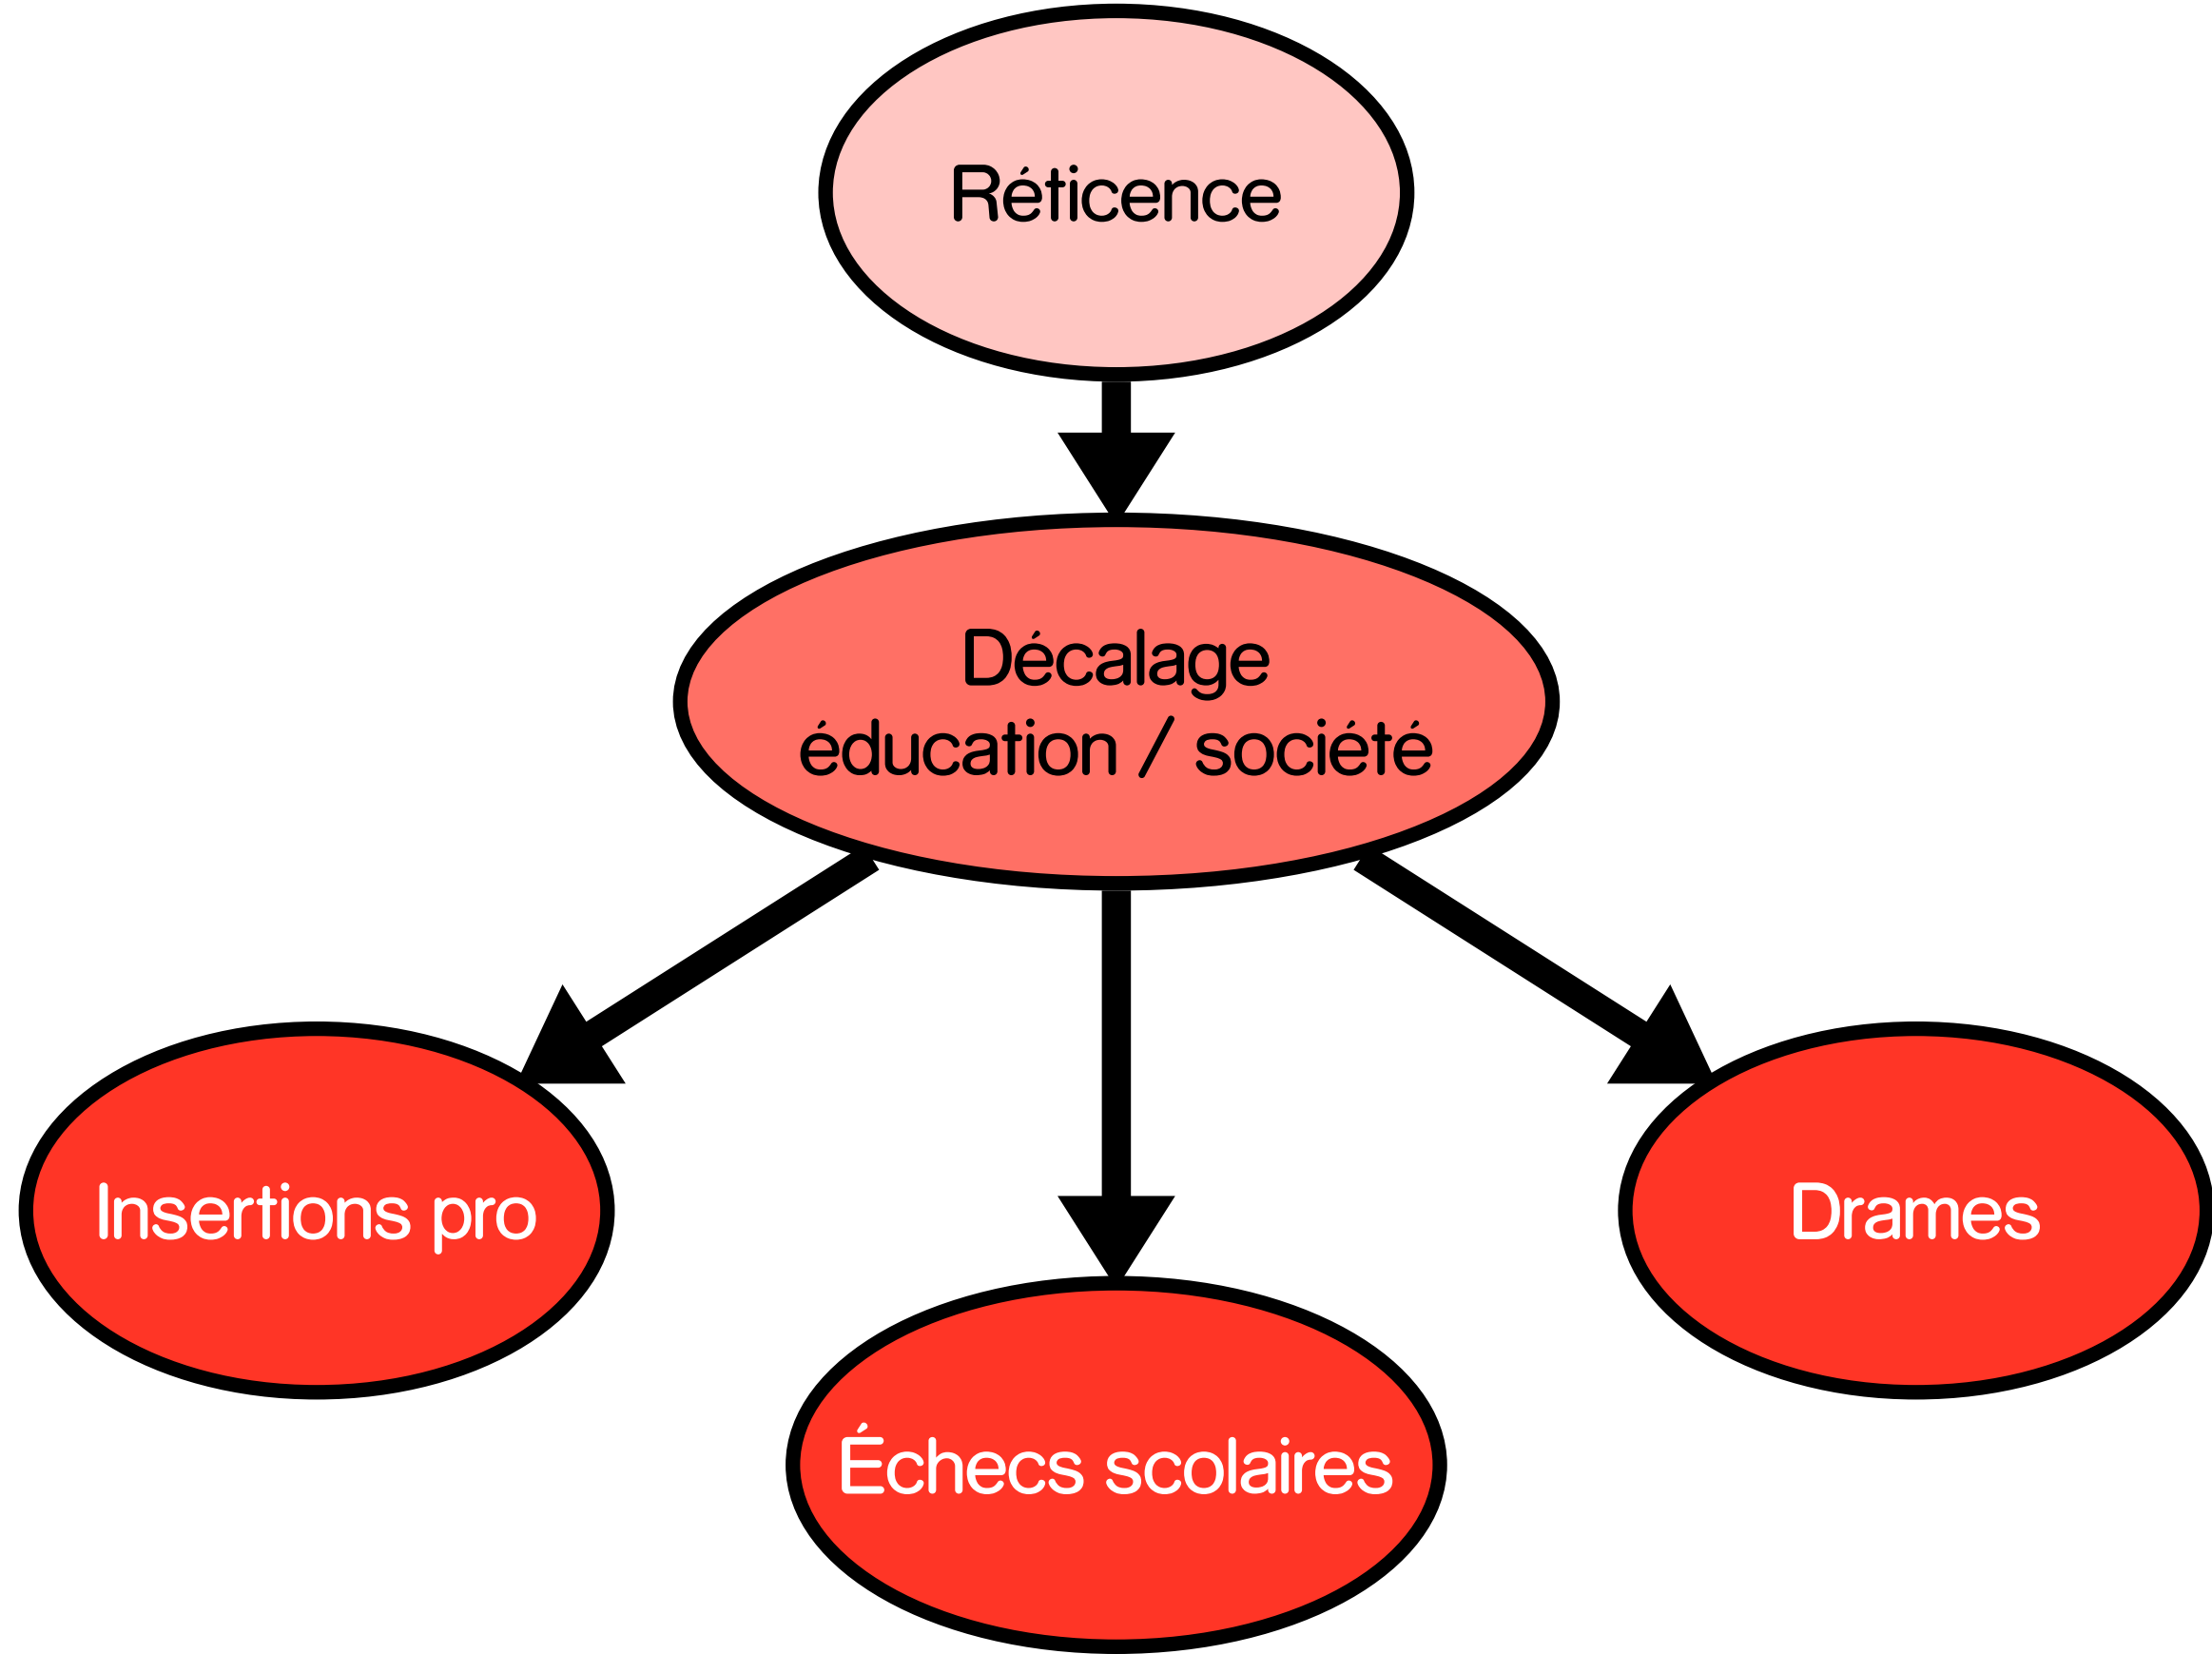 Réticence
Décalage
éducation / société
Insertions pro
Drames
Échecs scolaires